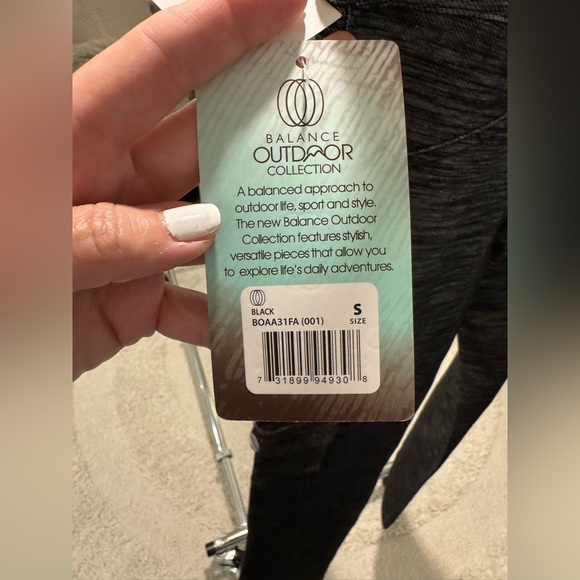 BALANCE
OUTDOOR
COLLECTION
A balanced approach to
outdoor life, sport and style.
The new Balance Outdoor
Collection features stylish,
versatile pieces that allow you
to explore life's daily adventures.
BLACK
BOAA31FA (001)
S
SIZE
7 31899 94930 8